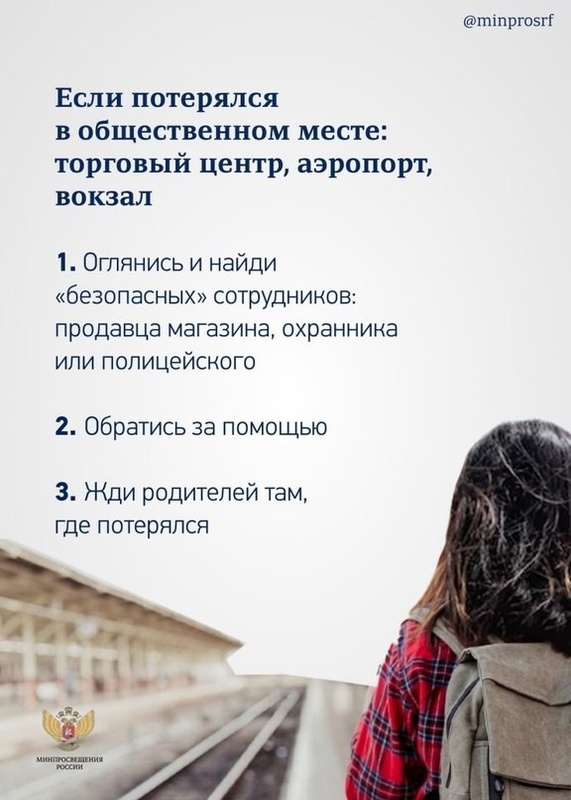 @minprosrf
Если потерялся
в общественном месте:
торговый центр, аэропорт,
вокзал
1. Оглянись и найди
«безопасных» сотрудников:
продавца магазина, охранника
или полицейского
2. Обратись за помощью
3. Жди родителей там,
где потерялся
МИНПРОСВЕЩЕНИЯ
РОССИИ